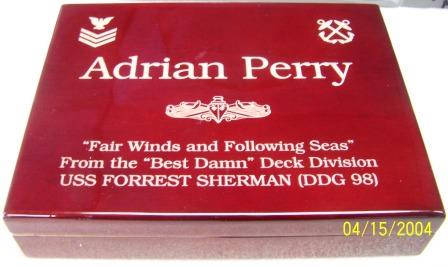 Adrian Perry
"Fair Winds and Following Seas"
From the "Best Damn" Deck Division
USS FORREST SHERMAN (DDG 98)
04/15/2004